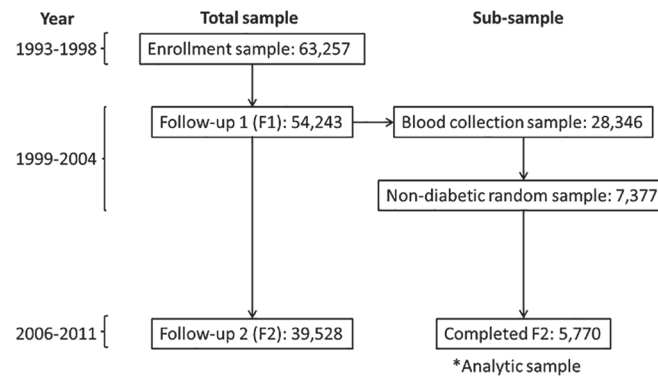 Year Total sample Sub-sample
1993-1998 Enrollment sample: 63,257
Follow-up 1 (F1): 54,243 Blood collection sample: 28,346
1999-2004
Non-diabetic random sample: 7,377
2006-2011 Follow-up 2 (F2): 39,528 Completed F2: 5,770
*Analytic sample